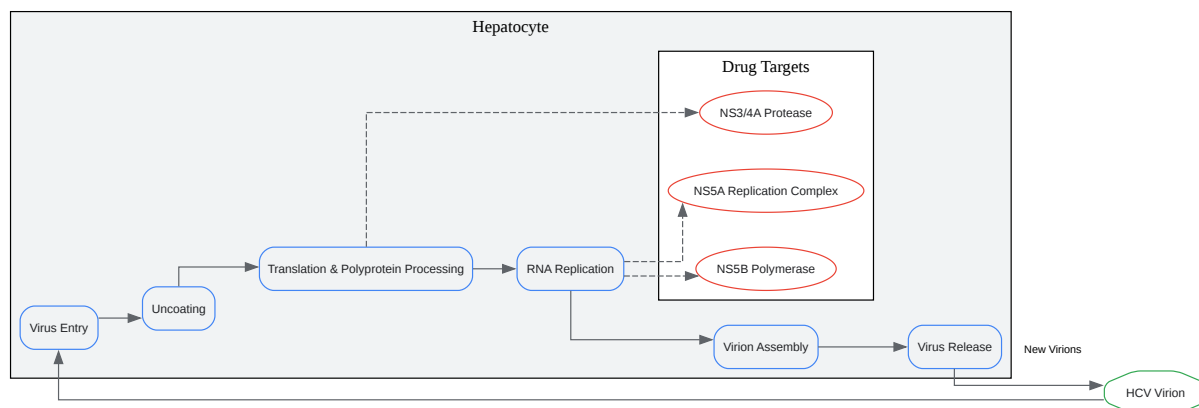 Hepatocyte
Drug Targets
NS3/4A Protease
NS5A Replication Complex
Translation & Polyprotein Processing
RNA Replication
NS5B Polymerase
Uncoating
Virus Entry
Virion Assembly
Virus Release
New Virions
HCV Virion